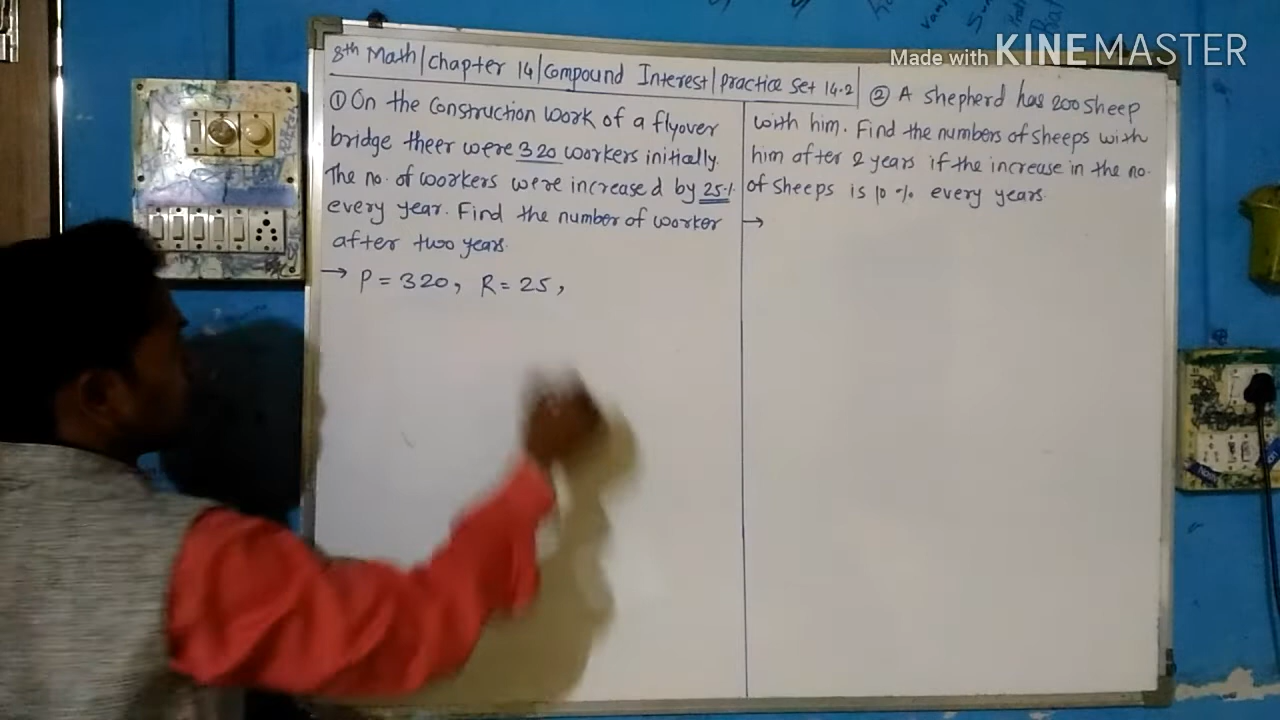 Made with KINEMASTER
8th Math/Chapter 14/Compound Interest/practice set 14.2
① On the construction work of a flyover
bridge theer were 320 workers initially.
The no. of workers were increased by 25%
every year. Find the number of worker
after two years.
→ P = 320, R = 25,
② A shepherd has 200 sheep
with him. Find the numbers of sheeps with
him after 2 years if the increase in the no.
of sheeps is 10 % every years.
→